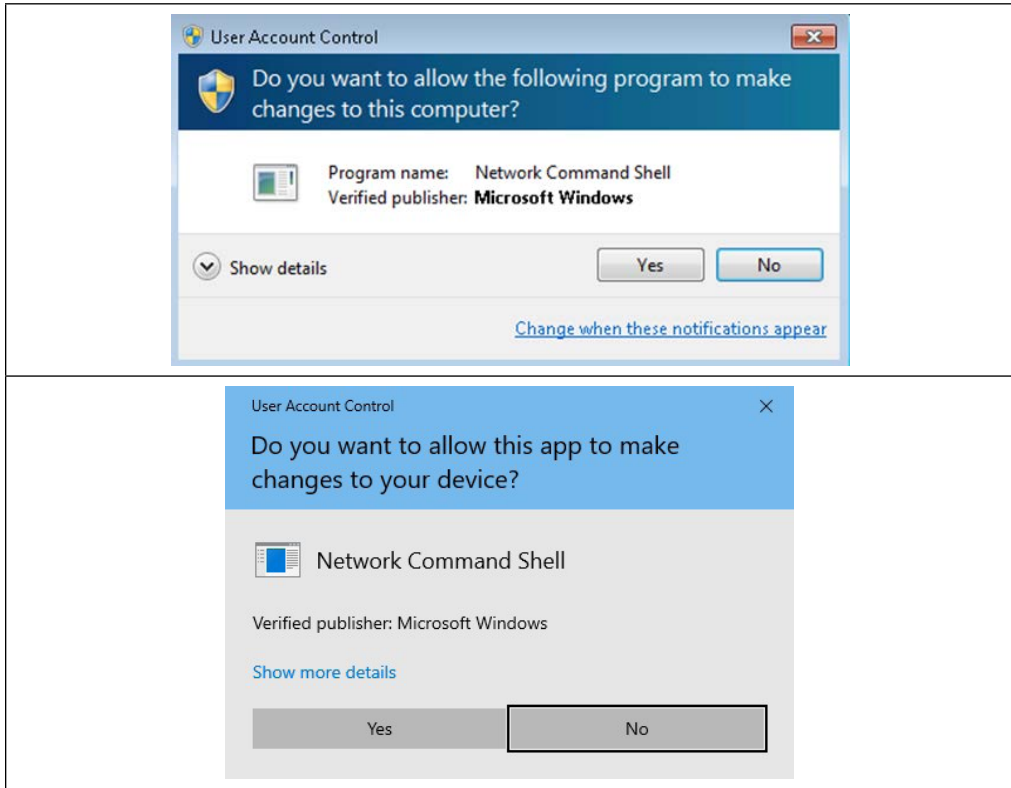 User Account Control
Do you want to allow the following program to make
changes to this computer?
Program name: Network Command Shell
Verified publisher: Microsoft Windows
Show details
Yes No
Change when these notifications appear
User Account Control
Do you want to allow this app to make
changes to your device?
Network Command Shell
Verified publisher: Microsoft Windows
Show more details
Yes No